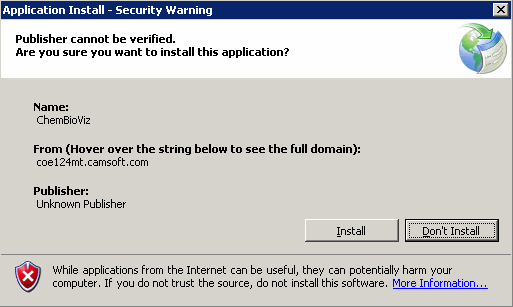 Application Install - Security Warning
Publisher cannot be verified.
Are you sure you want to install this application?
Name:
ChemBioViz
From (Hover over the string below to see the full domain):
coe124mt.camsoft.com
Publisher:
Unknown Publisher
Install
Don't Install
While applications from the Internet can be useful, they can potentially harm your
computer. If you do not trust the source, do not install this software. More Information...